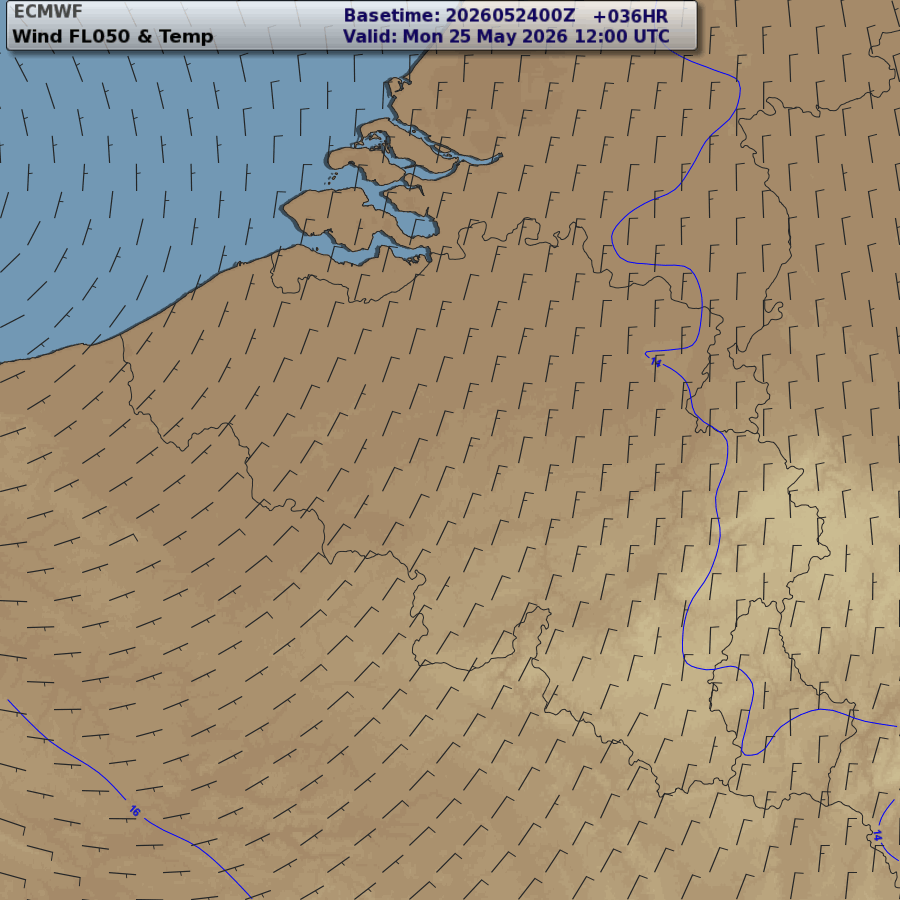 ECMWF
Basetime: 2026052400Z +036HR
Wind FL050 & Temp
Valid: Mon 25 May 2026 12:00 UTC
14
16
14